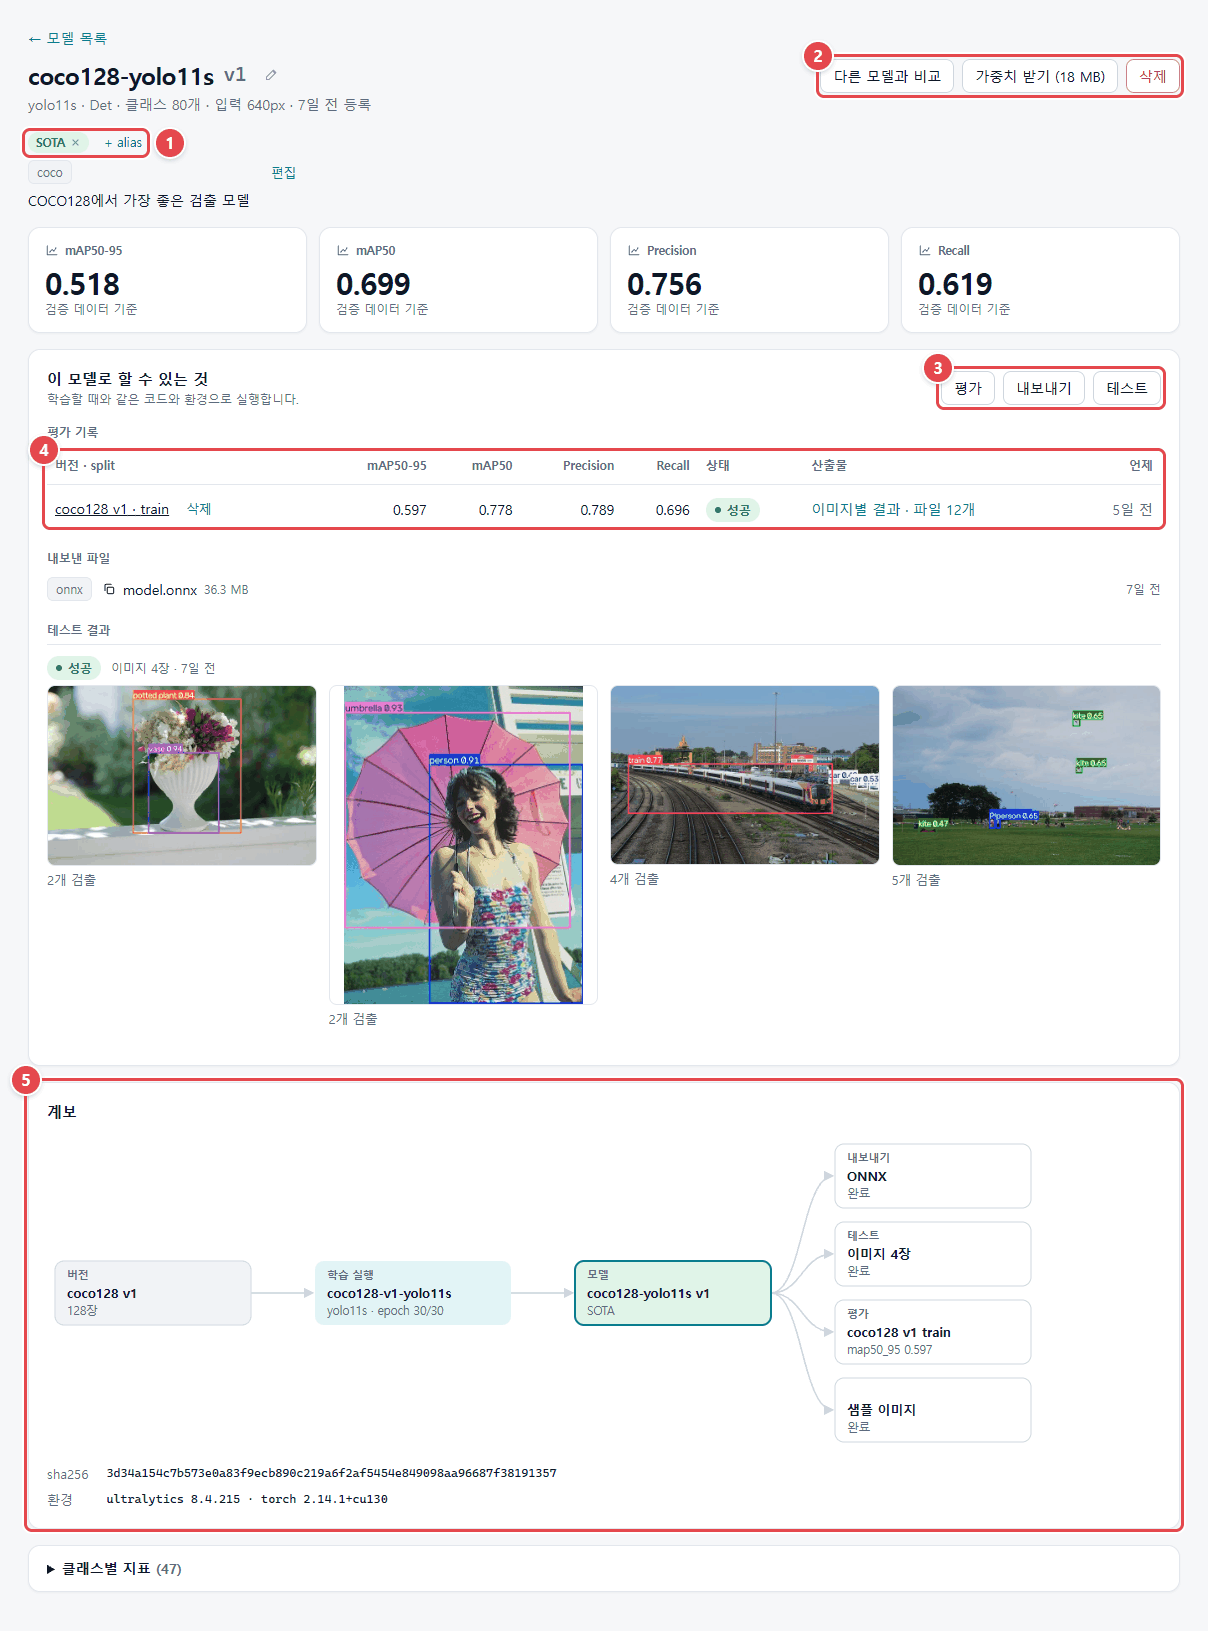 ← 모델 목록
coco128-yolo11s v1
yolo11s · Det · 클래스 80개 · 입력 640px · 7일 전 등록
2
다른 모델과 비교
가중치 받기 (18 MB)
삭제
SOTA × + alias
1
coco
편집
COCO128에서 가장 좋은 검출 모델
mAP50-95
0.518
검증 데이터 기준
mAP50
0.699
검증 데이터 기준
Precision
0.756
검증 데이터 기준
Recall
0.619
검증 데이터 기준
이 모델로 할 수 있는 것
학습할 때와 같은 코드와 환경으로 실행합니다.
3
평가
내보내기
테스트
평가 기록
4
버전 · split mAP50-95 mAP50 Precision Recall 상태 산출물 언제
coco128 v1 · train 삭제 0.597 0.778 0.789 0.696 성공 이미지별 결과 · 파일 12개 5일 전
내보낸 파일
onnx model.onnx 36.3 MB 7일 전
테스트 결과
성공 이미지 4장 · 7일 전
potted plant 0.84
vase 0.94
2개 검출
umbrella 0.93
person 0.91
2개 검출
train 0.77
car 0.53
4개 검출
kite 0.65
kite 0.65
kite 0.47
person 0.65
5개 검출
5
계보
버전
coco128 v1
128장
학습 실행
coco128-v1-yolo11s
yolo11s · epoch 30/30
모델
coco128-yolo11s v1
SOTA
내보내기
ONNX
완료
테스트
이미지 4장
완료
평가
coco128 v1 train
map50_95 0.597
샘플 이미지
완료
sha256 3d34a154c7b573e0a83f9ecb890c219a6f2af5454e849098aa96687f38191357
환경 ultralytics 8.4.215 · torch 2.14.1+cu130
▶ 클래스별 지표 (47)